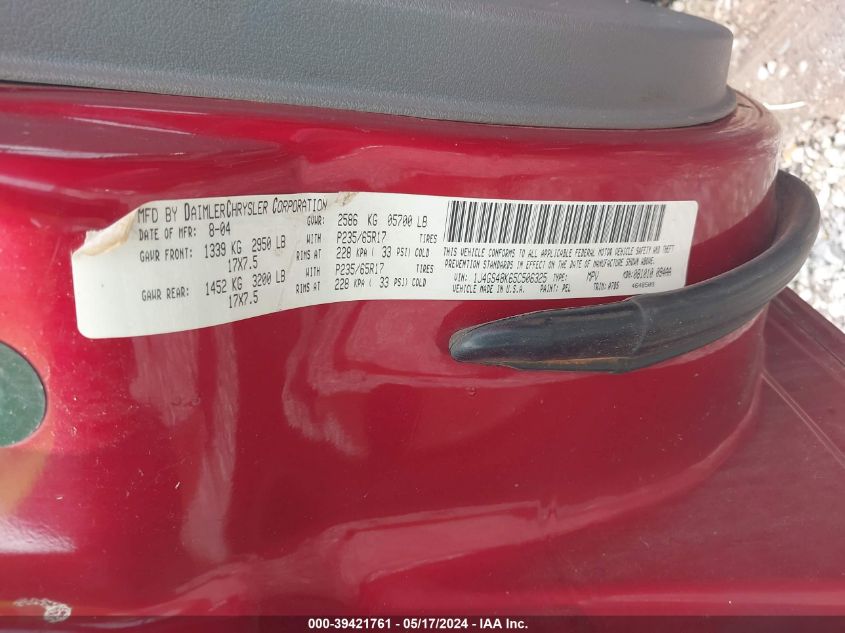 MFD BY DAIMLERCHRYSLER CORPORATION
DATE OF MFR: 8-04 GVWR: 2586 KG 05700 LB
GAWR FRONT: 1339 KG 2950 LB WITH P235/65R17 TIRES
17X7.5 RIMS AT 228 KPA ( 33 PSI) COLD
GAWR REAR: 1452 KG 3200 LB WITH P235/65R17 TIRES
17X7.5 RIMS AT 228 KPA ( 33 PSI) COLD
THIS VEHICLE CONFORMS TO ALL APPLICABLE FEDERAL MOTOR VEHICLE SAFETY AND THEFT
PREVENTION STANDARDS IN EFFECT ON THE DATE OF MANUFACTURE SHOWN ABOVE.
VIN: 1J4GS48K65C506325 TYPE: MPV MDH: 081010 09AAA
VEHICLE MADE IN U.S.A. PAINT: PEL TRIM: A7D5
000-39421761 - 05/17/2024 - IAA Inc.